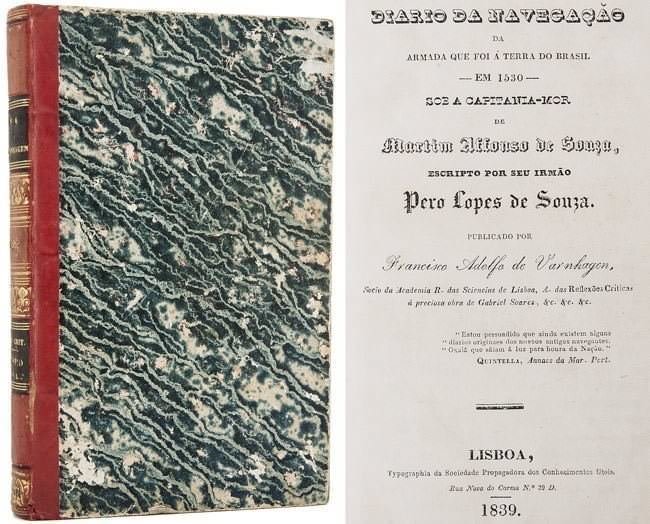 DIARIO DA NAVEGAÇÃO
DA
ARMADA QUE FOI Á TERRA DO BRASIL
— EM 1530 —
SOB A CAPITANIA-MOR
DE
Martim Affonso de Souza,
ESCRIPTO POR SEU IRMÃO
Pero Lopes de Souza.
PUBLICADO POR
Francisco Adolfo de Varnhagen,
Socio da Academia R. das Sciencias de Lisboa, A. das Reflexões Criticas
á preciosa obra de Gabriel Soares, &c. &c. &c.
" Estou persuadido que ainda existem alguns
" diarios originaes dos nossos antigos navegantes.
" Oxalá que sáiam á luz para honra da Nação. "
QUINTELLA, Annaes da Mar. Port.
LISBOA,
Typographia da Sociedade Propagadora dos Conhecimentos Uteis.
Rua Nova do Carmo N.º 39 D.
1839.